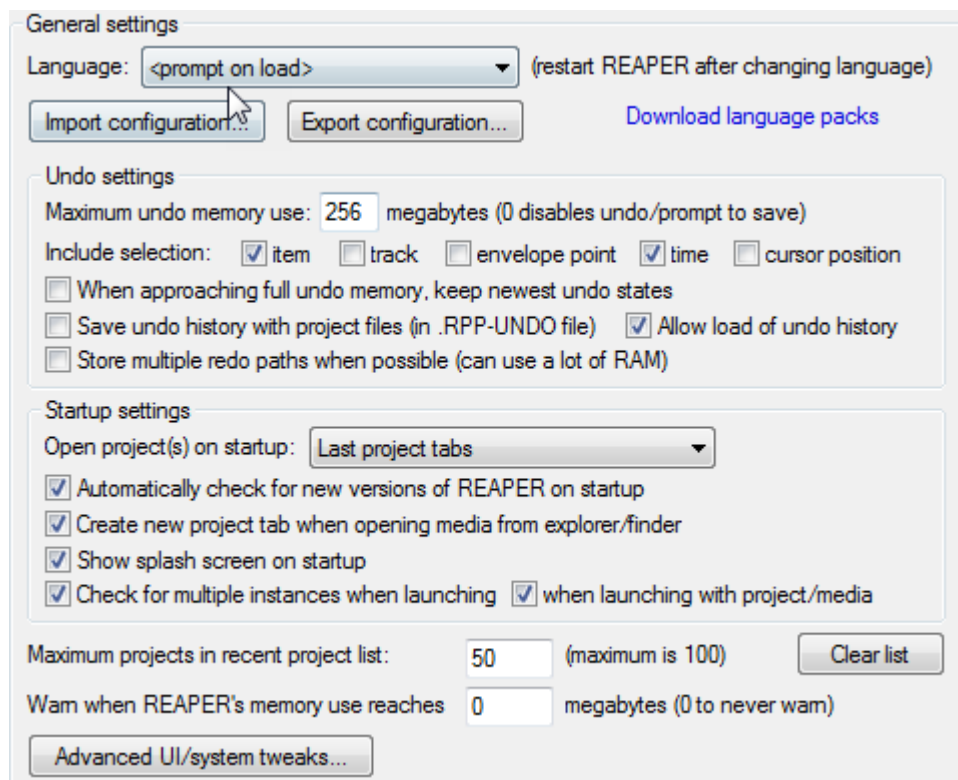 General settings
Language: <prompt on load> (restart REAPER after changing language)
Import configuration... Export configuration... Download language packs
Undo settings
Maximum undo memory use: 256 megabytes (0 disables undo/prompt to save)
Include selection: item track envelope point time cursor position
When approaching full undo memory, keep newest undo states
Save undo history with project files (in .RPP-UNDO file) Allow load of undo history
Store multiple redo paths when possible (can use a lot of RAM)
Startup settings
Open project(s) on startup: Last project tabs
Automatically check for new versions of REAPER on startup
Create new project tab when opening media from explorer/finder
Show splash screen on startup
Check for multiple instances when launching when launching with project/media
Maximum projects in recent project list: 50 (maximum is 100) Clear list
Warn when REAPER's memory use reaches 0 megabytes (0 to never warn)
Advanced UI/system tweaks...